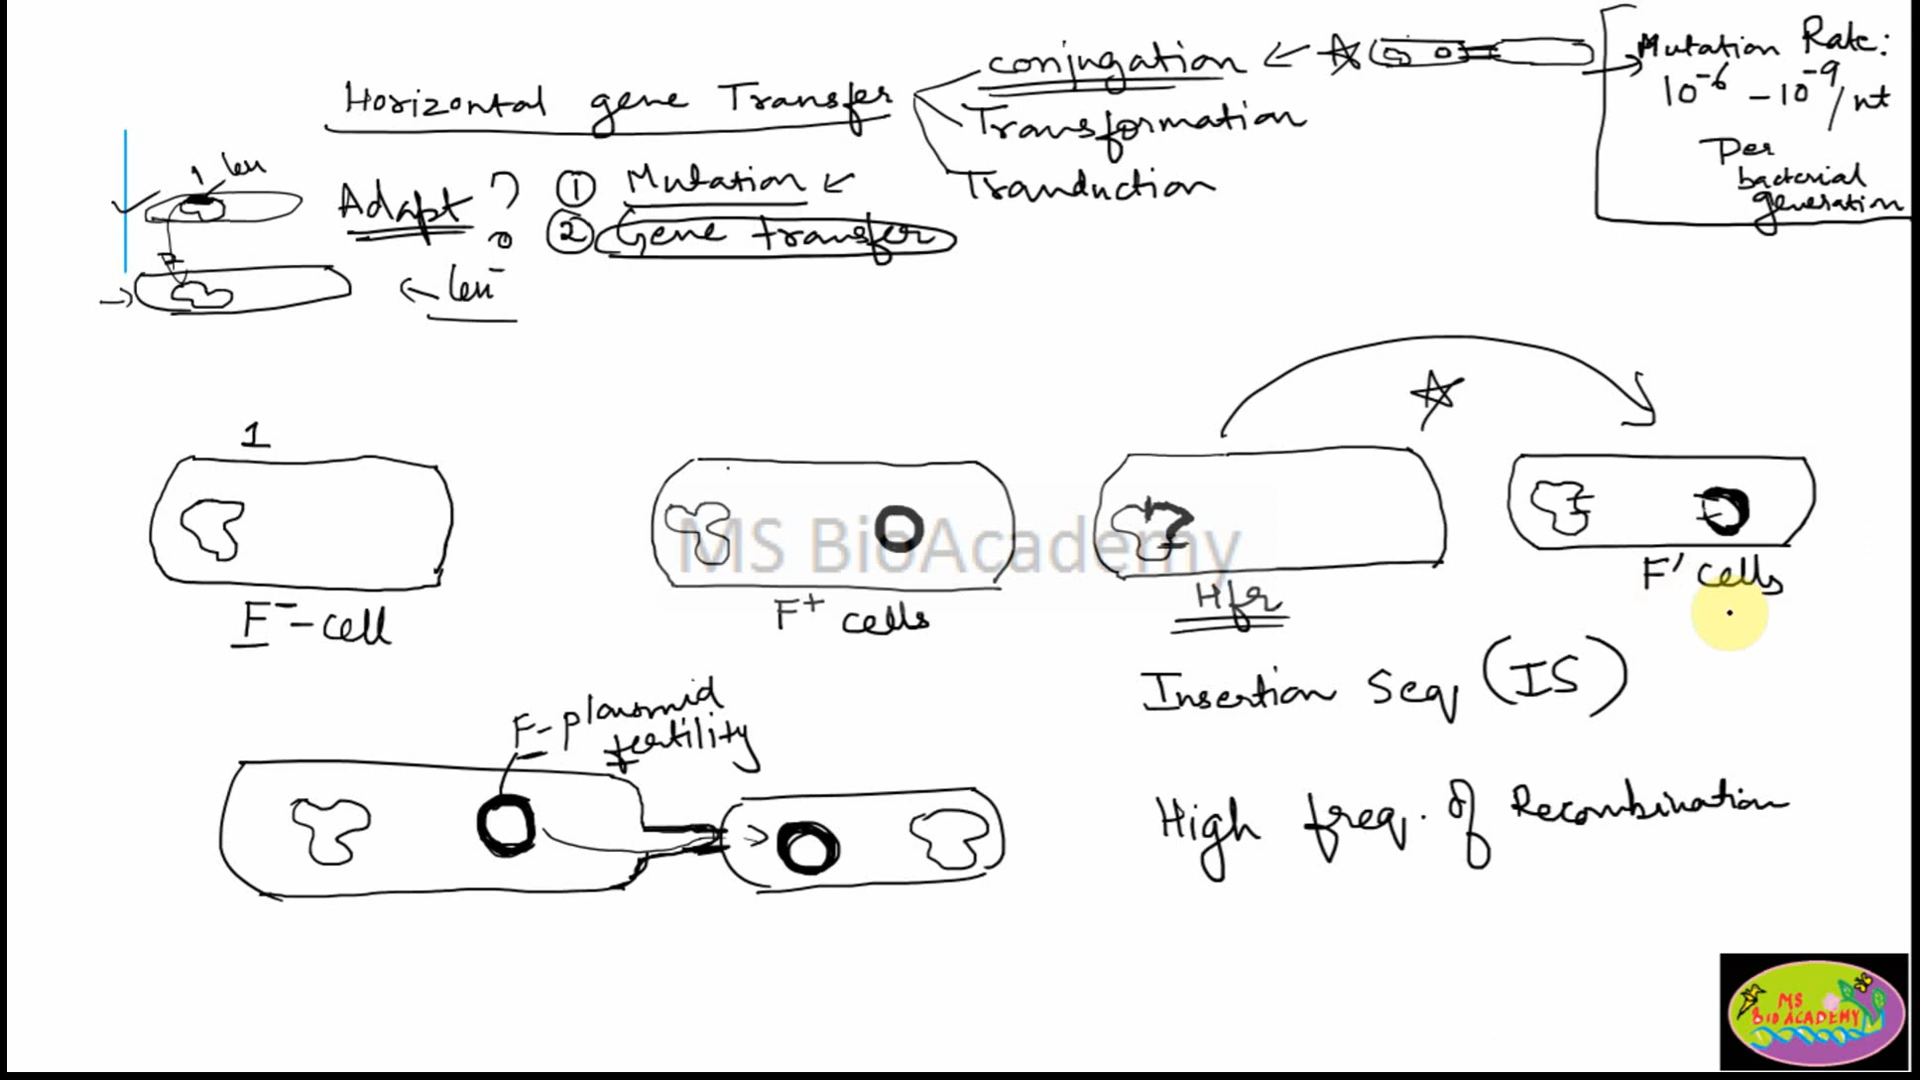 Horizontal gene Transfer
conjugation
Transformation
Tranduction
Mutation Rate:
10⁻⁶ - 10⁻⁹/nt
Per
bacterial
generation
leu
Adapt ?
① Mutation
② Gene transfer
leu⁻
1
F⁻-cell
F⁺ cells
Hfr
F' cells
MS BioAcademy
Insertion Seq (IS)
F-plasmid
fertility
High freq. of Recombination
MS
BIO ACADEMY